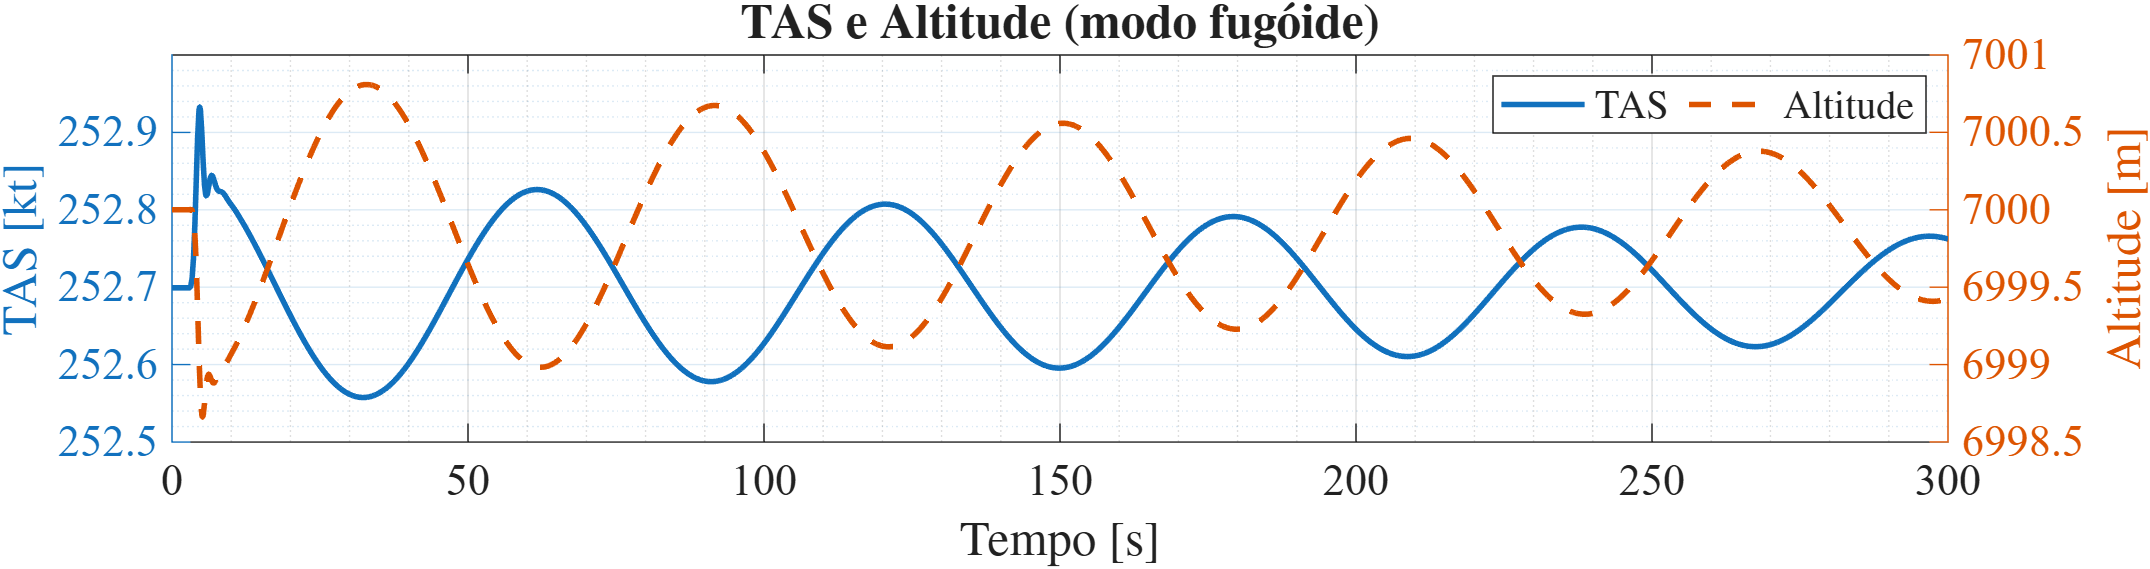 TAS e Altitude (modo fugóide)
TAS [kt]
252.9
252.8
252.7
252.6
252.5
TAS
Altitude
7001
7000.5
7000
6999.5
6999
6998.5
Altitude [m]
0 50 100 150 200 250 300
Tempo [s]